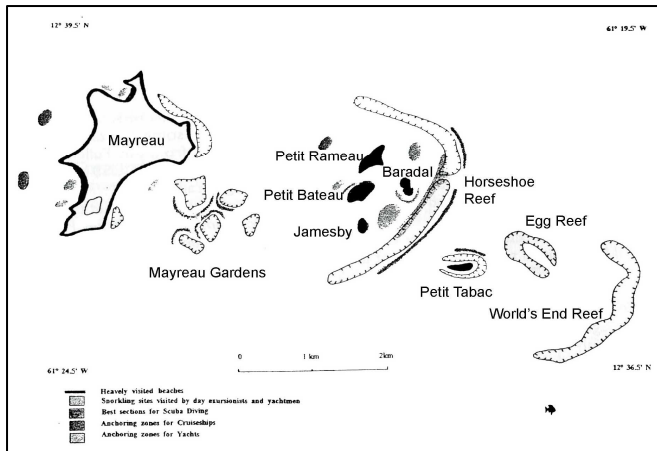 12° 39.5' N
61° 19.5' W
Mayreau
Petit Rameau
Baradal
Petit Bateau
Horseshoe
Reef
Jamesby
Egg Reef
Mayreau Gardens
Petit Tabac
World's End Reef
61° 24.5' W
0
1 km
2km
12° 36.5' N
Heavely visited beaches
Snorkling sites visited by day exursionists and yachtmen
Best sections for Scuba Diving
Anchoring zones for Cruiseships
Anchoring zones for Yachts